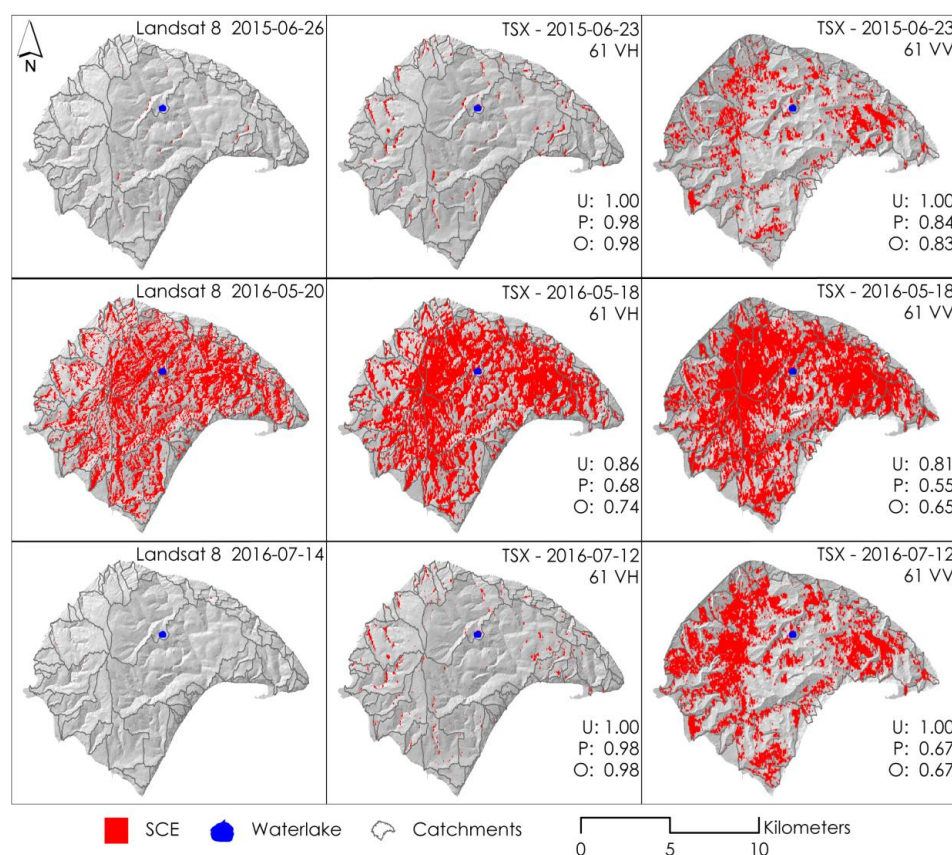 Landsat 8 2015-06-26
TSX - 2015-06-23
61 VH
TSX - 2015-06-23
61 VV
N
U: 1.00
P: 0.98
O: 0.98
U: 1.00
P: 0.84
O: 0.83
Landsat 8 2016-05-20
TSX - 2016-05-18
61 VH
TSX - 2016-05-18
61 VV
U: 0.86
P: 0.68
O: 0.74
U: 0.81
P: 0.55
O: 0.65
Landsat 8 2016-07-14
TSX - 2016-07-12
61 VH
TSX - 2016-07-12
61 VV
U: 1.00
P: 0.98
O: 0.98
U: 1.00
P: 0.67
O: 0.67
SCE
Waterlake
Catchments
Kilometers
0 5 10